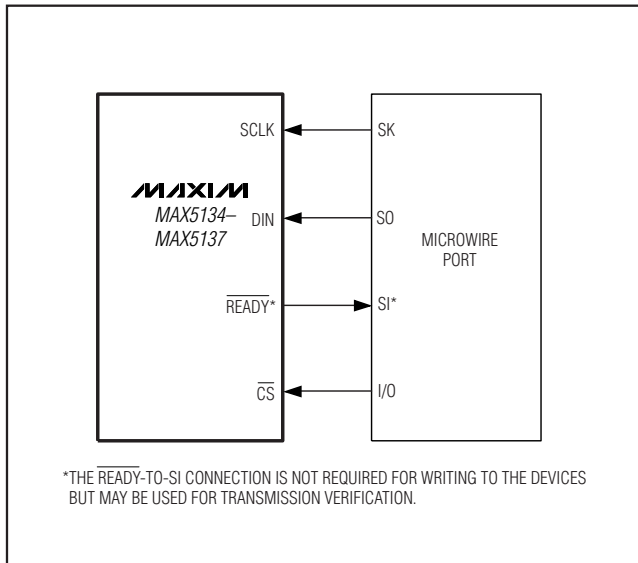 SCLK SK
MAXIM
MAX5134–
MAX5137
DIN SO
MICROWIRE
PORT
READY* SI*
CS I/O
*THE READY-TO-SI CONNECTION IS NOT REQUIRED FOR WRITING TO THE DEVICES
BUT MAY BE USED FOR TRANSMISSION VERIFICATION.